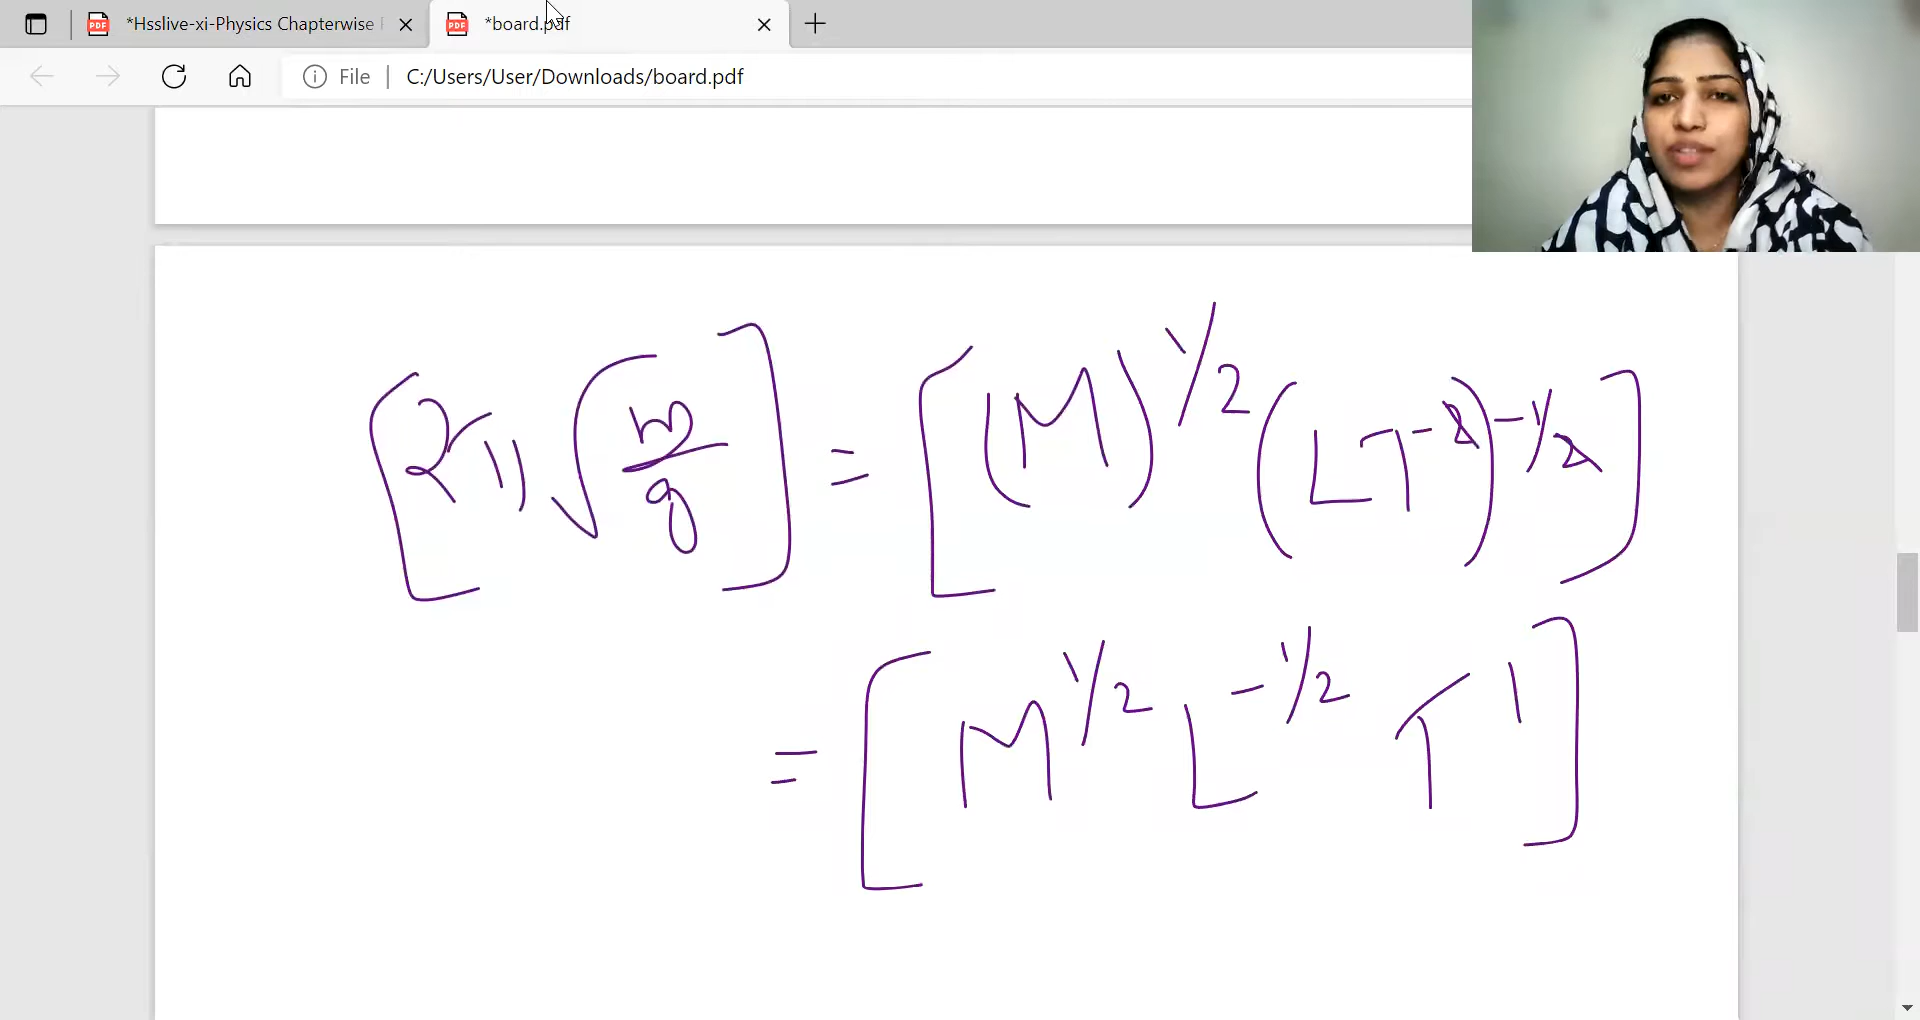 *Hsslive-xi-Physics Chapterwise
*board.pdf
File | C:/Users/User/Downloads/board.pdf
[2π√(m/g)] = [(M)^1/2 (LT^-2)^-1/2]
= [M^1/2 L^-1/2 T^1]